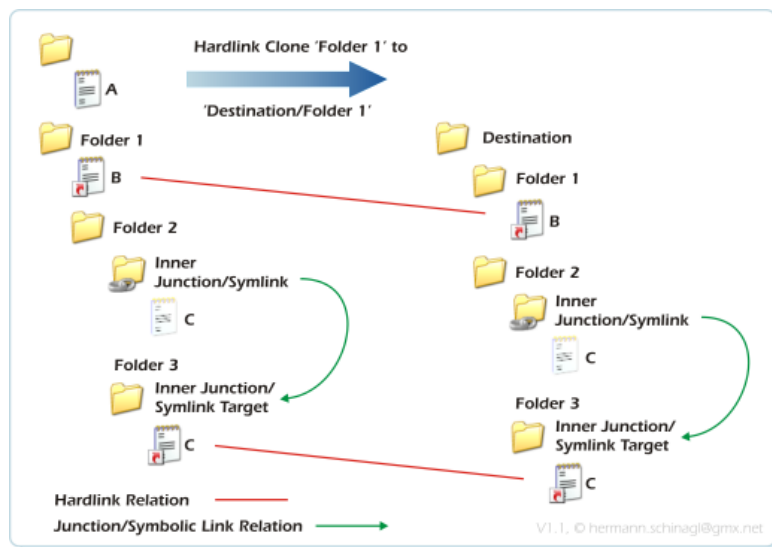 Hardlink Clone 'Folder 1' to
'Destination/Folder 1'
A
Folder 1
B
Folder 2
Inner
Junction/Symlink
C
Folder 3
Inner Junction/
Symlink Target
C
Destination
Folder 1
B
Folder 2
Inner
Junction/Symlink
C
Folder 3
Inner Junction/
Symlink Target
C
Hardlink Relation
Junction/Symbolic Link Relation
V1.1, © hermann.schinagl@gmx.net